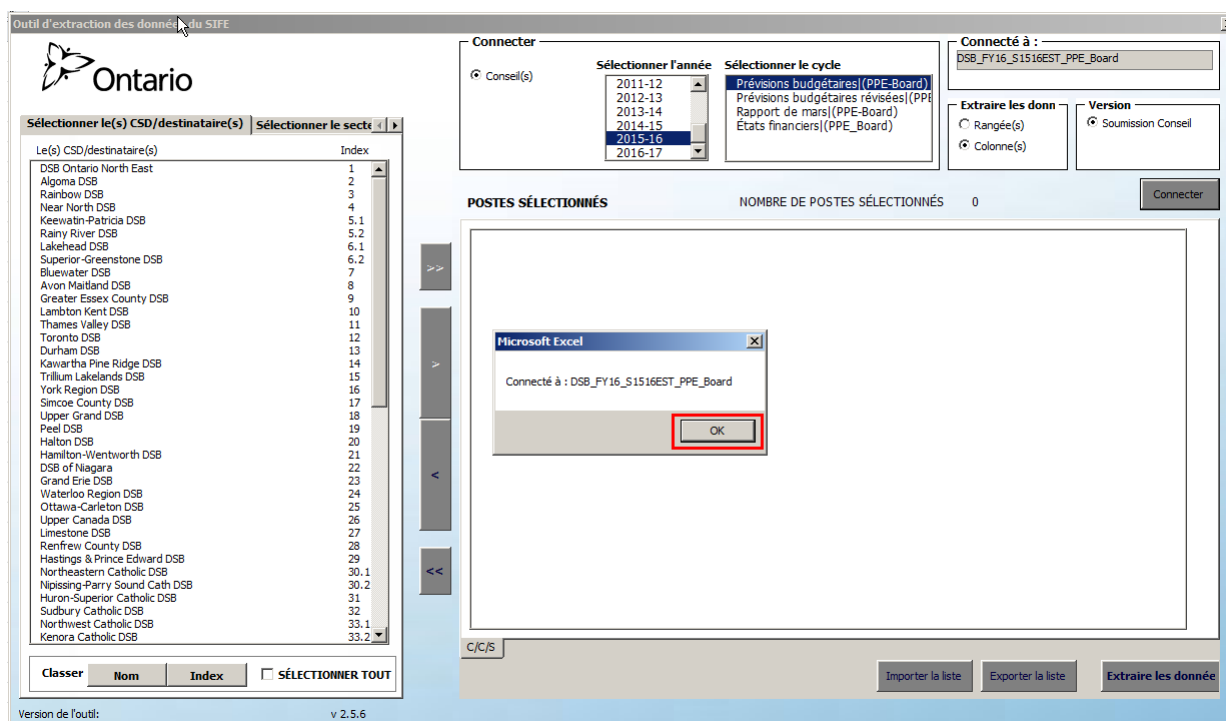 Outil d'extraction des données du SIFE
Ontario
Sélectionner le(s) CSD/destinataire(s) Sélectionner le secte
Le(s) CSD/destinataire(s) Index
DSB Ontario North East 1
Algoma DSB 2
Rainbow DSB 3
Near North DSB 4
Keewatin-Patricia DSB 5.1
Rainy River DSB 5.2
Lakehead DSB 6.1
Superior-Greenstone DSB 6.2
Bluewater DSB 7
Avon Maitland DSB 8
Greater Essex County DSB 9
Lambton Kent DSB 10
Thames Valley DSB 11
Toronto DSB 12
Durham DSB 13
Kawartha Pine Ridge DSB 14
Trillium Lakelands DSB 15
York Region DSB 16
Simcoe County DSB 17
Upper Grand DSB 18
Peel DSB 19
Halton DSB 20
Hamilton-Wentworth DSB 21
DSB of Niagara 22
Grand Erie DSB 23
Waterloo Region DSB 24
Ottawa-Carleton DSB 25
Upper Canada DSB 26
Limestone DSB 27
Renfrew County DSB 28
Hastings & Prince Edward DSB 29
Northeastern Catholic DSB 30.1
Nipissing-Parry Sound Cath DSB 30.2
Huron-Superior Catholic DSB 31
Sudbury Catholic DSB 32
Northwest Catholic DSB 33.1
Kenora Catholic DSB 33.2
Classer Nom Index SÉLECTIONNER TOUT
Version de l'outil: v 2.5.6
>>
>
<
<<
Connecter
Conseil(s)
Sélectionner l'année
2011-12
2012-13
2013-14
2014-15
2015-16
2016-17
Sélectionner le cycle
Prévisions budgétaires|(PPE-Board)
Prévisions budgétaires révisées|(PPE
Rapport de mars|(PPE-Board)
États financiers|(PPE_Board)
Connecté à :
DSB_FY16_S1516EST_PPE_Board
Extraire les donn
Rangée(s)
Colonne(s)
Version
Soumission Conseil
Connecter
POSTES SÉLECTIONNÉS NOMBRE DE POSTES SÉLECTIONNÉS 0
Microsoft Excel
Connecté à : DSB_FY16_S1516EST_PPE_Board
OK
C/C/S
Importer la liste Exporter la liste Extraire les donnée